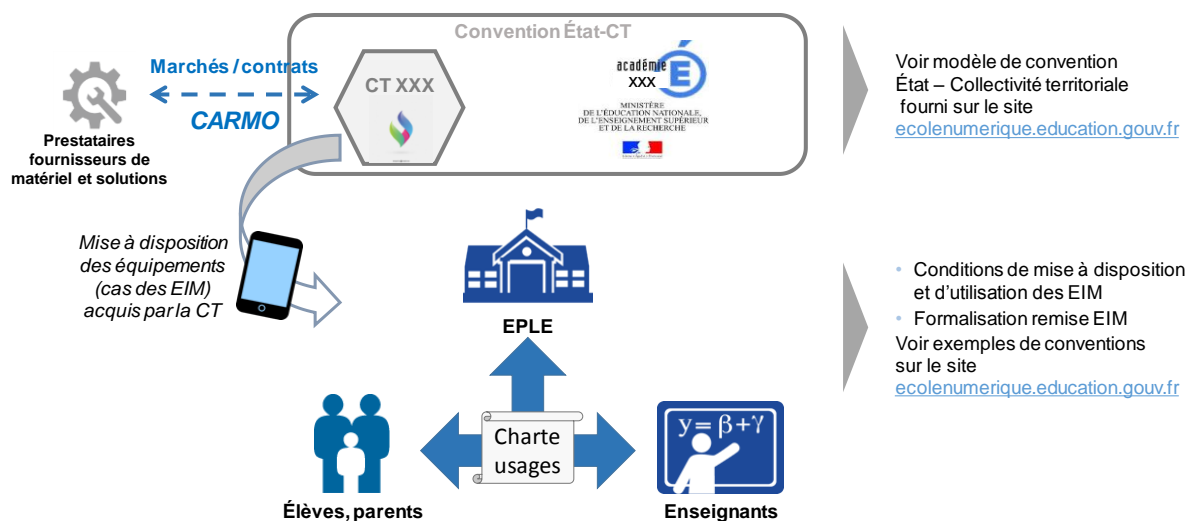 Convention État-CT
Marchés / contrats
CARMO
CT XXX
académie
XXX
MINISTÈRE
DE L'ÉDUCATION NATIONALE,
DE L'ENSEIGNEMENT SUPÉRIEUR
ET DE LA RECHERCHE
Prestataires
fournisseurs de
matériel et solutions
Voir modèle de convention
État – Collectivité territoriale
fourni sur le site
ecolenumerique.education.gouv.fr
Mise à disposition
des équipements
(cas des EIM)
acquis par la CT
EPLE
• Conditions de mise à disposition
et d'utilisation des EIM
• Formalisation remise EIM
Voir exemples de conventions
sur le site
ecolenumerique.education.gouv.fr
Charte
usages
y = β + γ
Élèves, parents
Enseignants